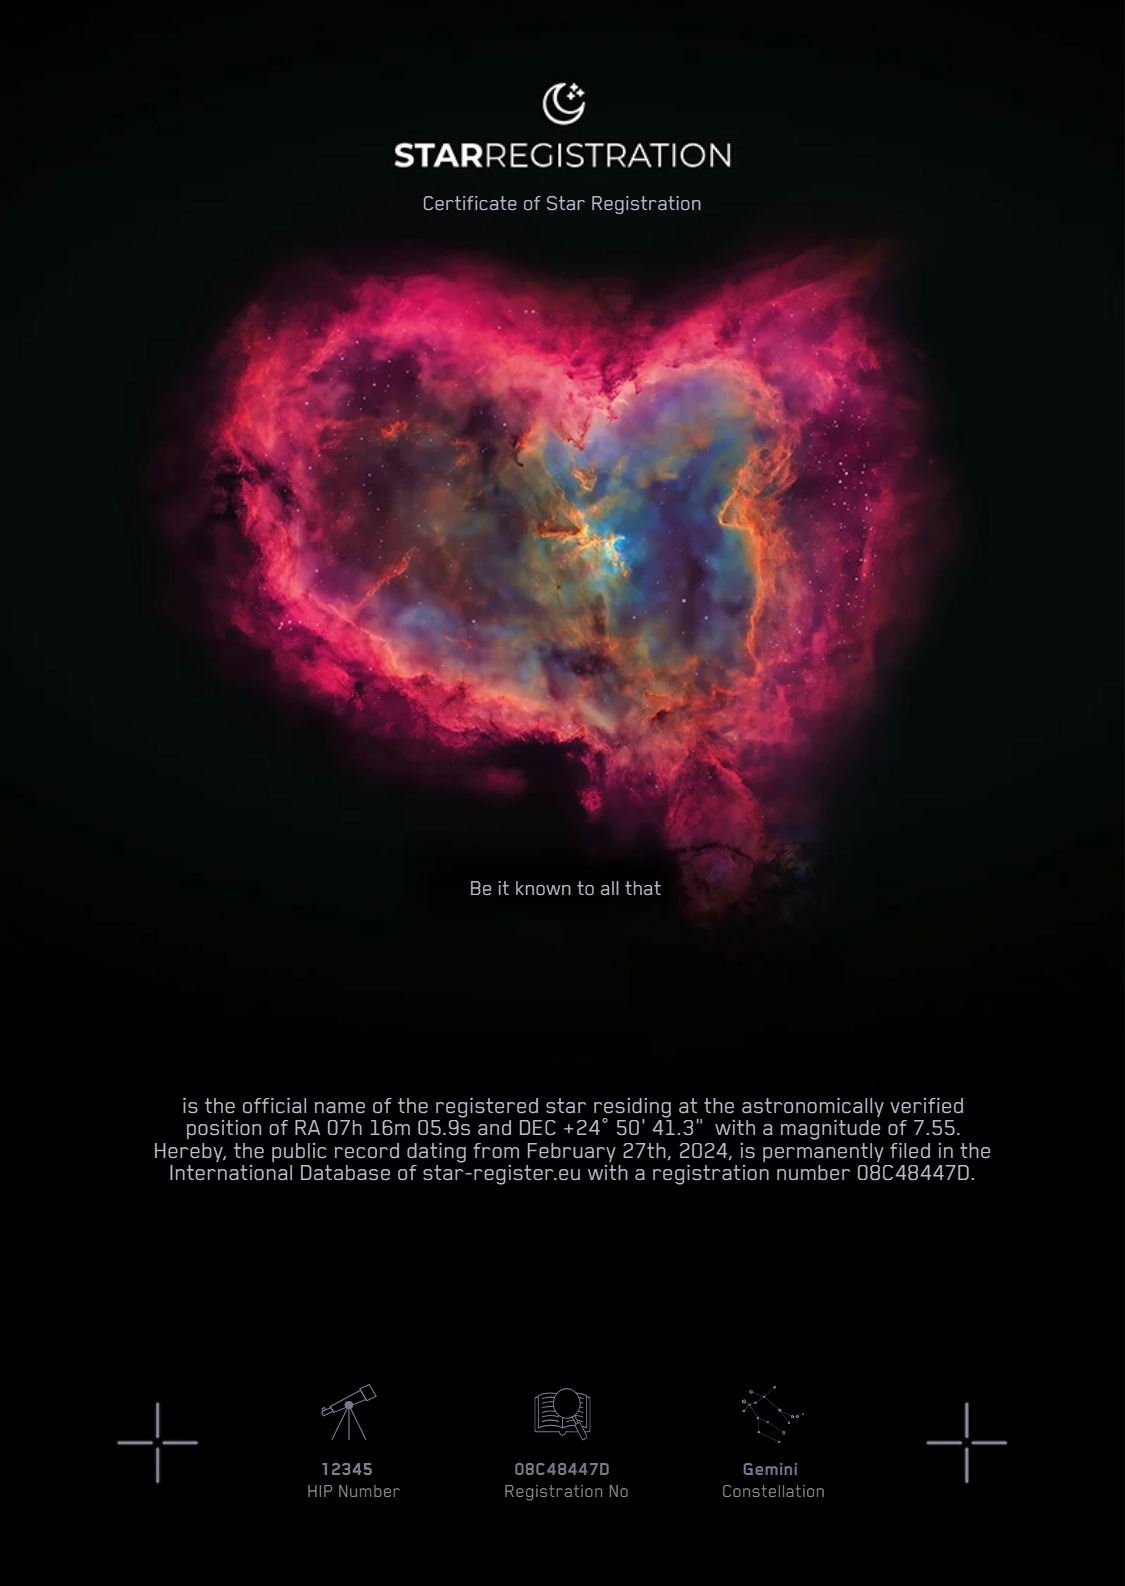 STARREGISTRATION
Certificate of Star Registration
Be it known to all that
is the official name of the registered star residing at the astronomically verified
position of RA 07h 16m 05.9s and DEC +24˚ 50' 41.3" with a magnitude of 7.55.
Hereby, the public record dating from February 27th, 2024, is permanently filed in the
International Database of star-register.eu with a registration number 08C48447D.
12345
HIP Number
08C48447D
Registration No
Gemini
Constellation